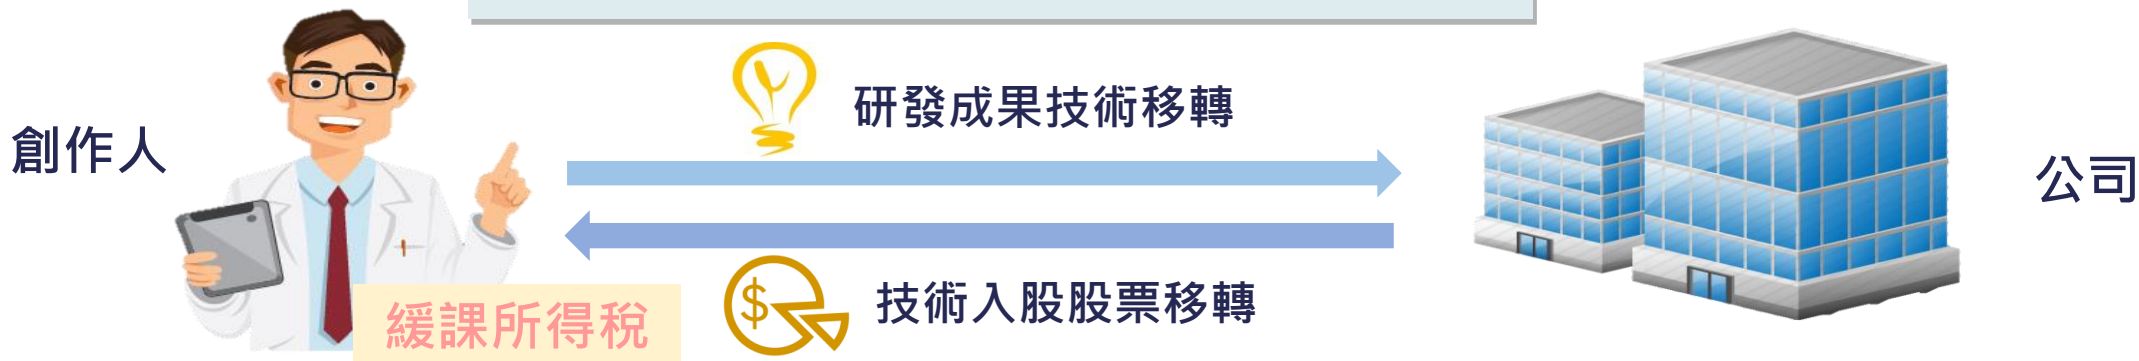 創作人
研發成果技術移轉
公司
技術入股股票移轉
緩課所得稅
$